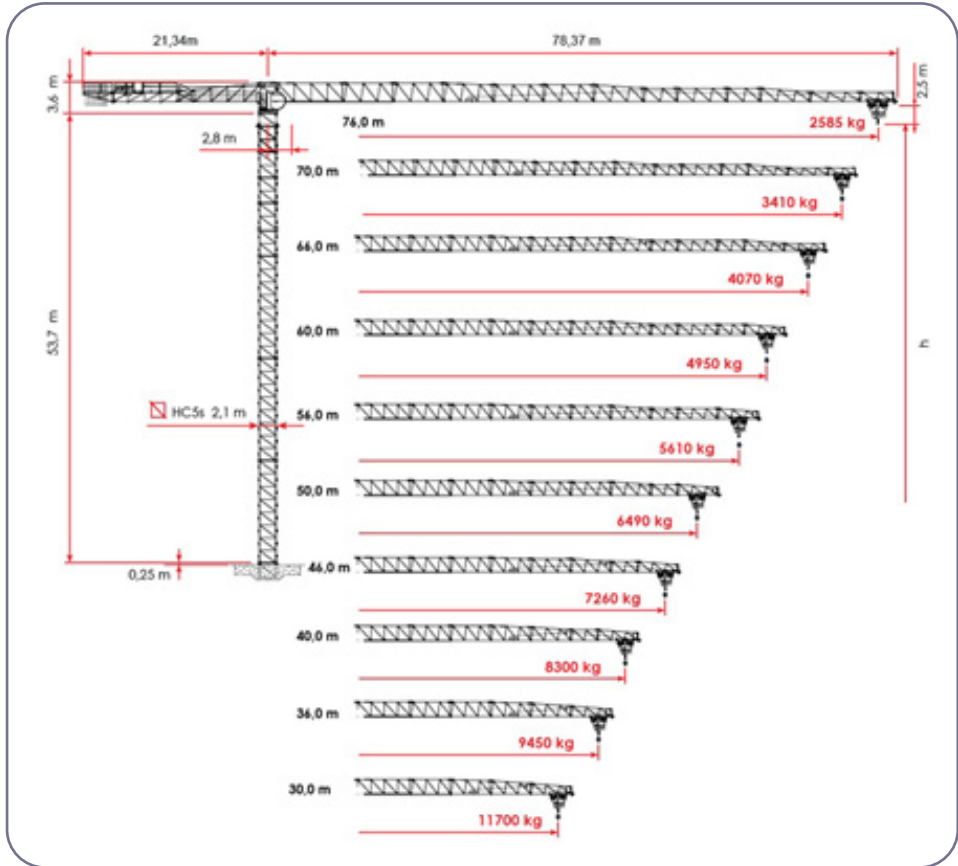 21,34m
78,37 m
3,6 m
2,5 m
2,8 m
76,0 m
2585 kg
70,0 m
3410 kg
66,0 m
4070 kg
53,7 m
60,0 m
4950 kg
h
HC5s 2,1 m
56,0 m
5610 kg
50,0 m
6490 kg
0,25 m
46,0 m
7260 kg
40,0 m
8300 kg
36,0 m
9450 kg
30,0 m
11700 kg